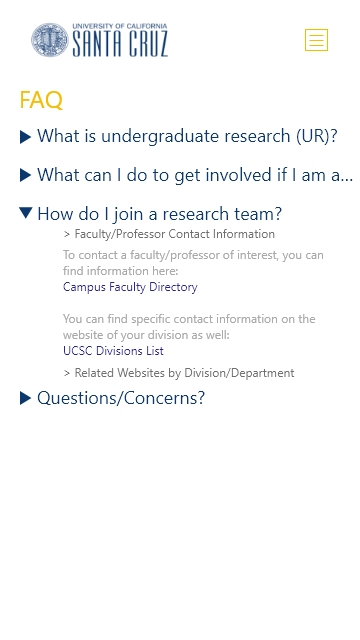 UNIVERSITY OF CALIFORNIA
SANTA CRUZ
FAQ
What is undergraduate research (UR)?
What can I do to get involved if I am a...
How do I join a research team?
> Faculty/Professor Contact Information
To contact a faculty/professor of interest, you can
find information here:
Campus Faculty Directory
You can find specific contact information on the
website of your division as well:
UCSC Divisions List
> Related Websites by Division/Department
Questions/Concerns?